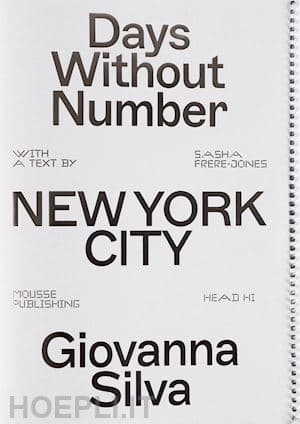 Days
Without
Number
WITH
A TEXT BY
SASHA
FRERE-JONES
NEW YORK
CITY
MOUSSE
PUBLISHING
HEAD HI
Giovanna
Silva
HOEPLI.IT